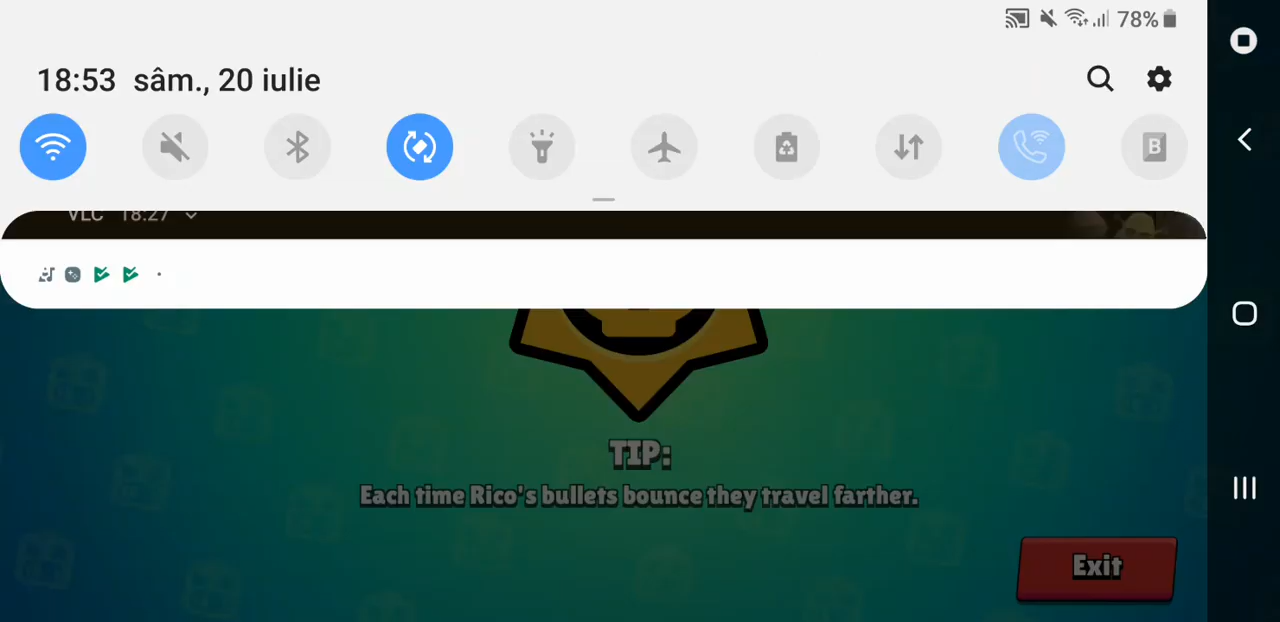 78%
18:53 sâm., 20 iulie
B
VLC 18:27
TIP:
Each time Rico's bullets bounce they travel farther.
Exit